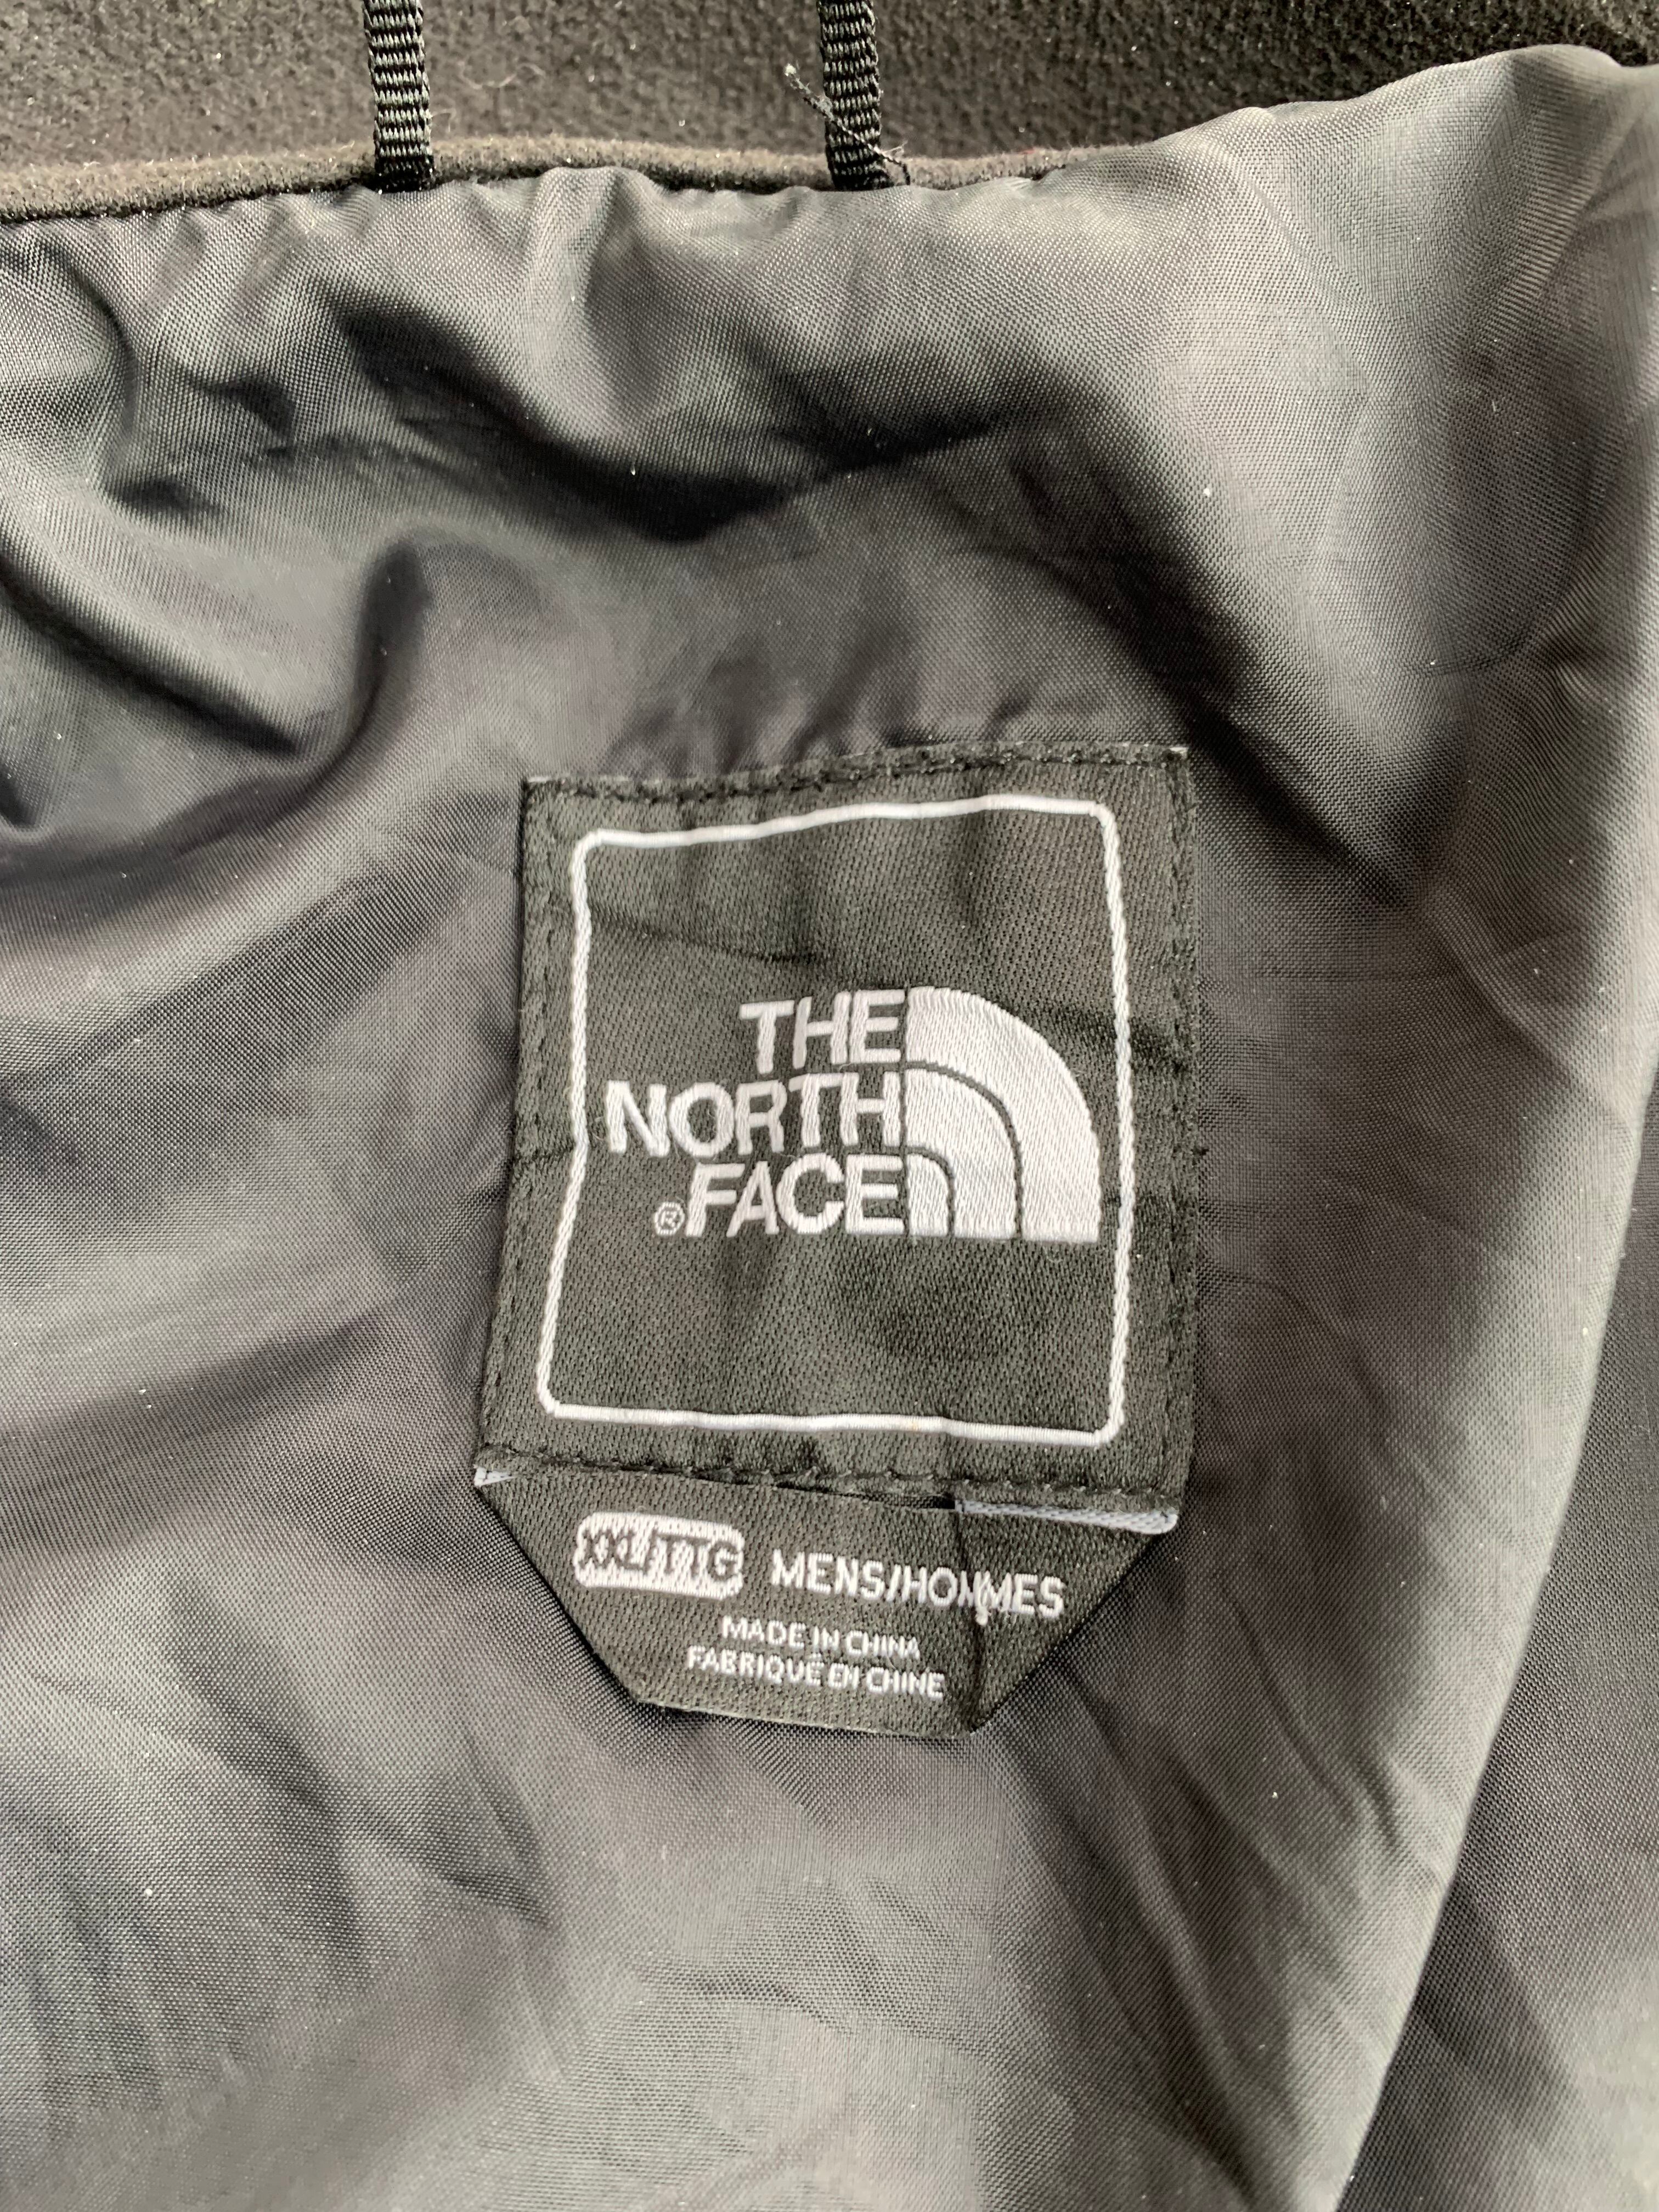 THE
NORTH
®FACE
XXL/TTG MENS/HOMMES
MADE IN CHINA
FABRIQUÉ EN CHINE